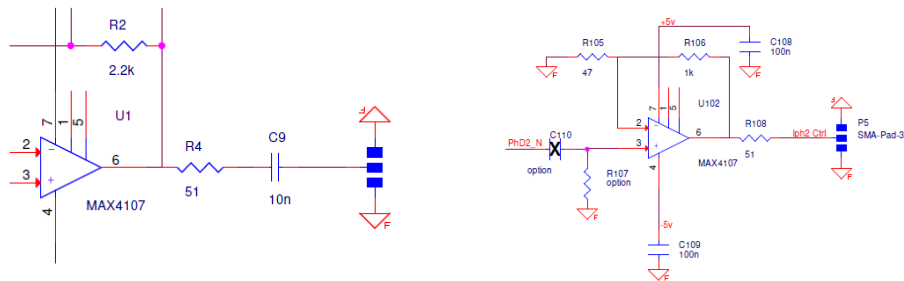 R2
2.2k
U1
7
1
5
2
3
6
4
MAX4107
R4
51
C9
10n
F
F
+5v
C108
100n
R105
47
F
R106
1k
F
U102
7
1
5
2
3
6
4
MAX4107
PhD2_N
C110
option
R107
option
F
-5v
C109
100n
F
R108
51
Iph2_Ctrl
F
P5
SMA-Pad-3
F